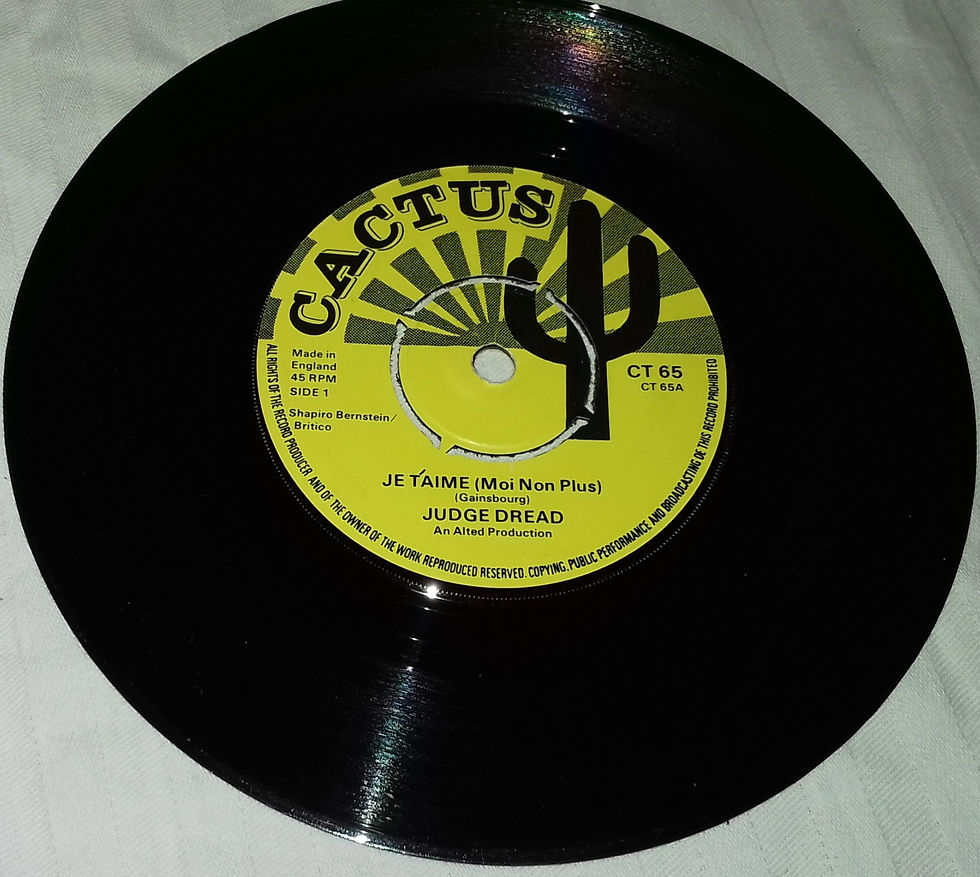 CACTUS
Made in
England
45 RPM
SIDE 1
Shapiro Bernstein/
Britico
CT 65
CT 65A
JE T'AIME (Moi Non Plus)
(Gainsbourg)
JUDGE DREAD
An Alted Production
ALL RIGHTS OF THE RECORD PRODUCER AND OF THE OWNER OF THE WORK REPRODUCED RESERVED. COPYING, PUBLIC PERFORMANCE AND BROADCASTING OF THIS RECORD PROHIBITED